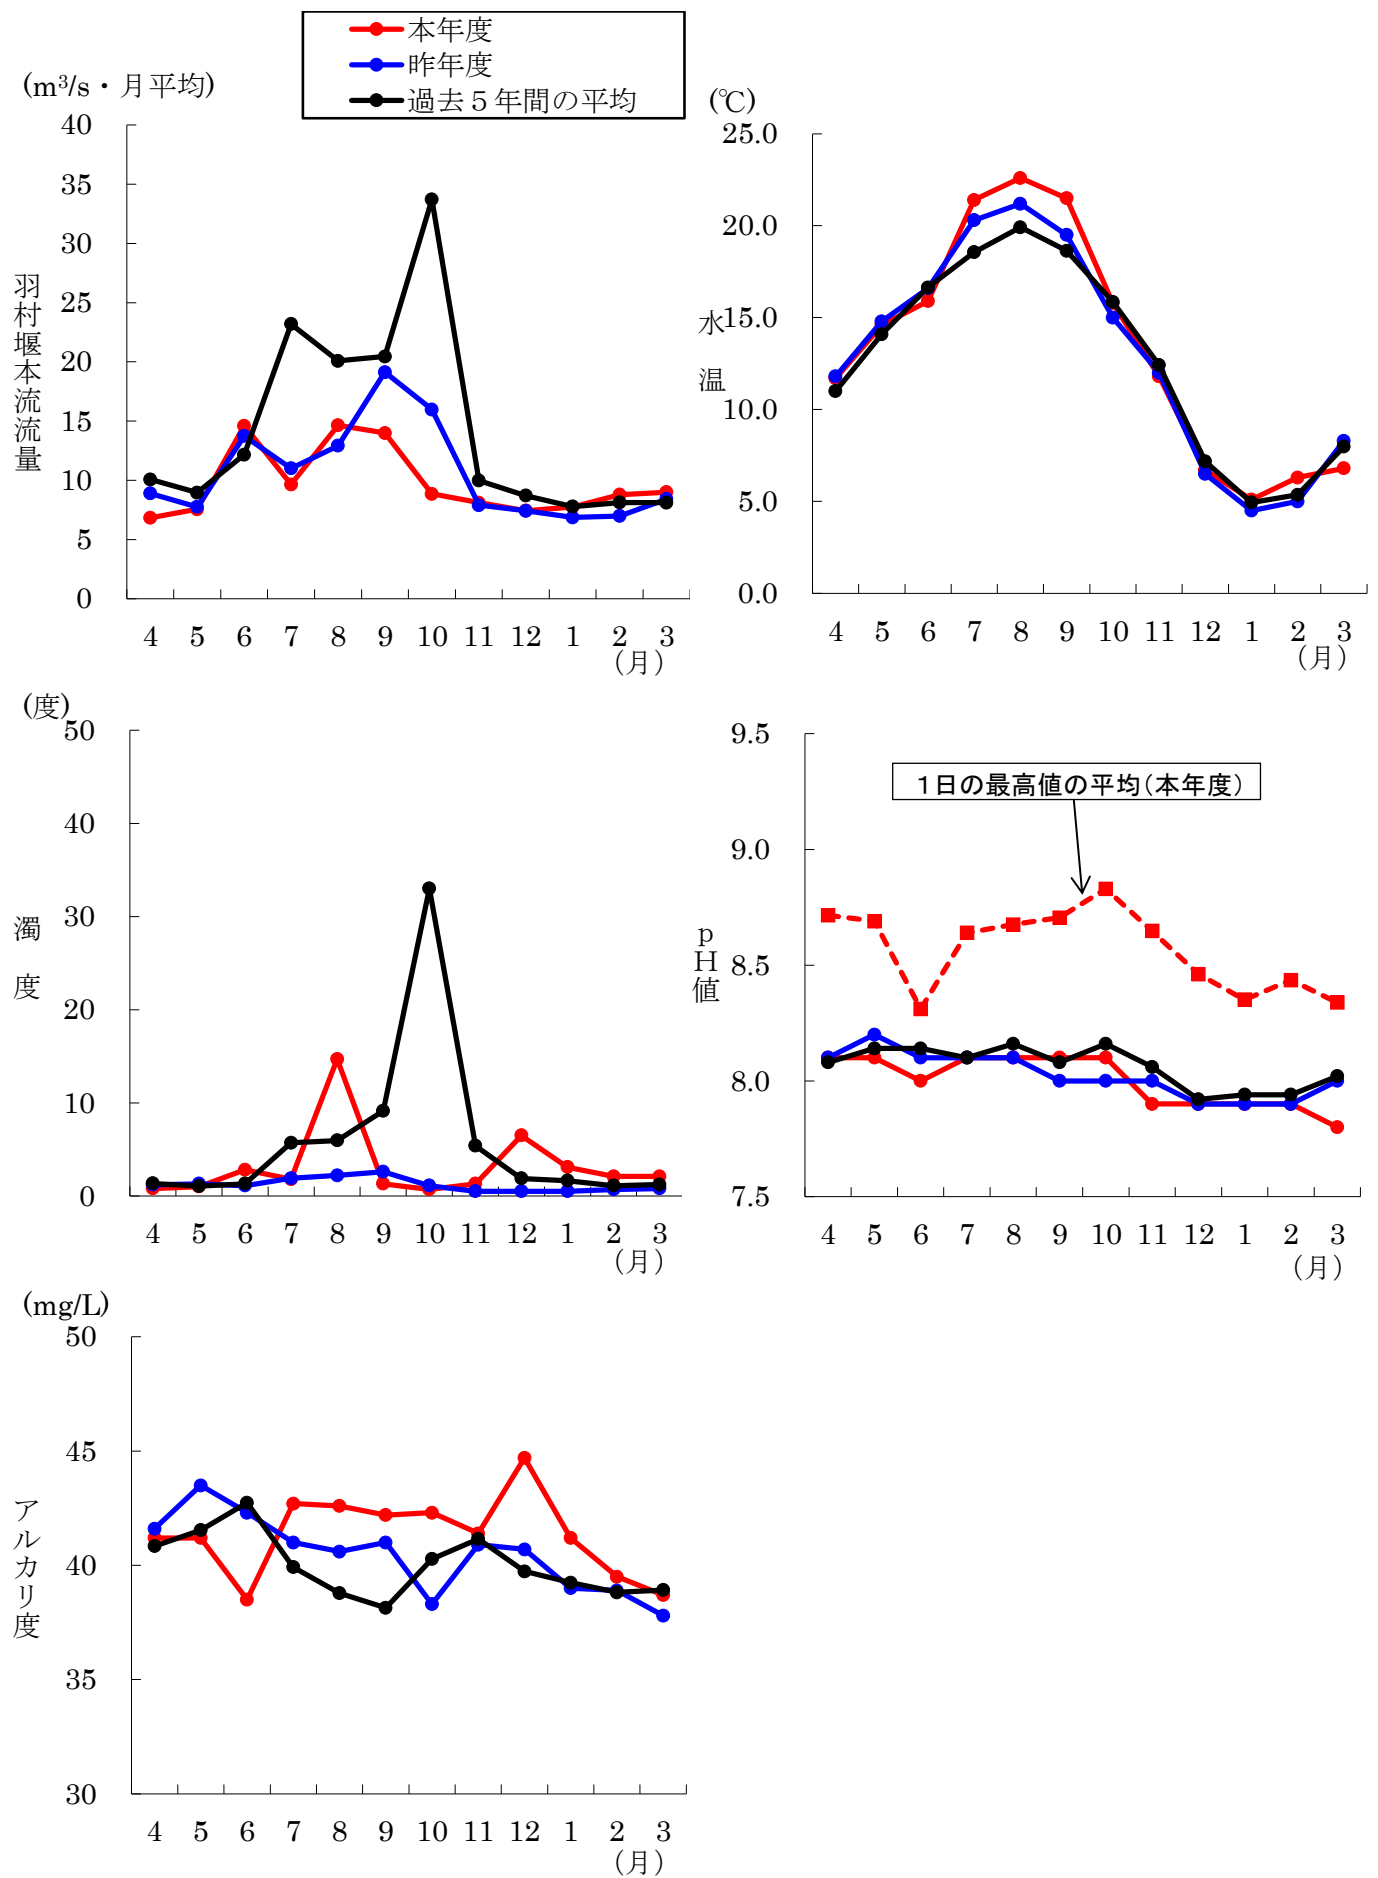 本年度
昨年度
過去５年間の平均
(m³/s・月平均)
羽村堰本流流量
40
35
30
25
20
15
10
5
0
4 5 6 7 8 9 10 11 12 1 2 3
(月)
(℃)
水温
25.0
20.0
15.0
10.0
5.0
0.0
4 5 6 7 8 9 10 11 12 1 2 3
(月)
(度)
濁度
50
40
30
20
10
0
4 5 6 7 8 9 10 11 12 1 2 3
(月)
１日の最高値の平均(本年度)
pH値
9.5
9.0
8.5
8.0
7.5
4 5 6 7 8 9 10 11 12 1 2 3
(月)
(mg/L)
アルカリ度
50
45
40
35
30
4 5 6 7 8 9 10 11 12 1 2 3
(月)